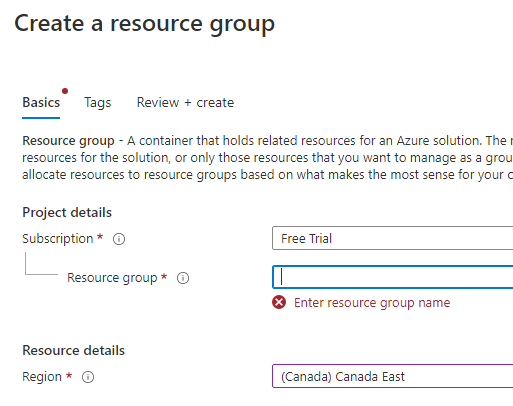 Create a resource group
Basics Tags Review + create
Resource group - A container that holds related resources for an Azure solution. The
resources for the solution, or only those resources that you want to manage as a
allocate resources to resource groups based on what makes the most sense for your
Project details
Subscription * Free Trial
Resource group *
Enter resource group name
Resource details
Region * (Canada) Canada East